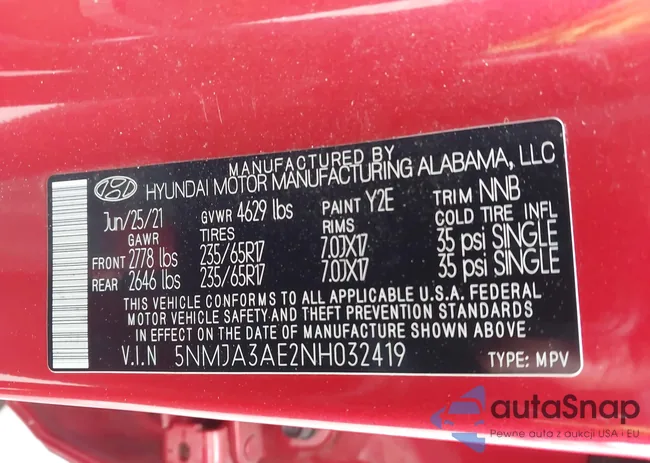 MANUFACTURED BY
HYUNDAI MOTOR MANUFACTURING ALABAMA, LLC
Jun/25/21 GVWR 4629 lbs PAINT Y2E TRIM NNB
GAWR TIRES RIMS COLD TIRE INFL
FRONT 2778 lbs 235/65R17 7.0JX17 35 psi SINGLE
REAR 2646 lbs 235/65R17 7.0JX17 35 psi SINGLE
THIS VEHICLE CONFORMS TO ALL APPLICABLE U.S.A. FEDERAL
MOTOR VEHICLE SAFETY AND THEFT PREVENTION STANDARDS
IN EFFECT ON THE DATE OF MANUFACTURE SHOWN ABOVE
V.I.N 5NMJA3AE2NH032419 TYPE: MPV
autaSnap
Pewne auta z aukcji USA i EU